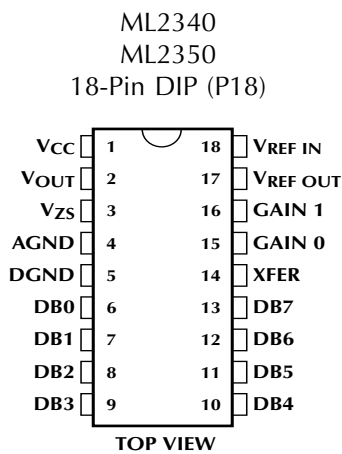 ML2340
ML2350
18-Pin DIP (P18)
VCC 1 18 VREF IN
VOUT 2 17 VREF OUT
VZS 3 16 GAIN 1
AGND 4 15 GAIN 0
DGND 5 14 XFER
DB0 6 13 DB7
DB1 7 12 DB6
DB2 8 11 DB5
DB3 9 10 DB4
TOP VIEW